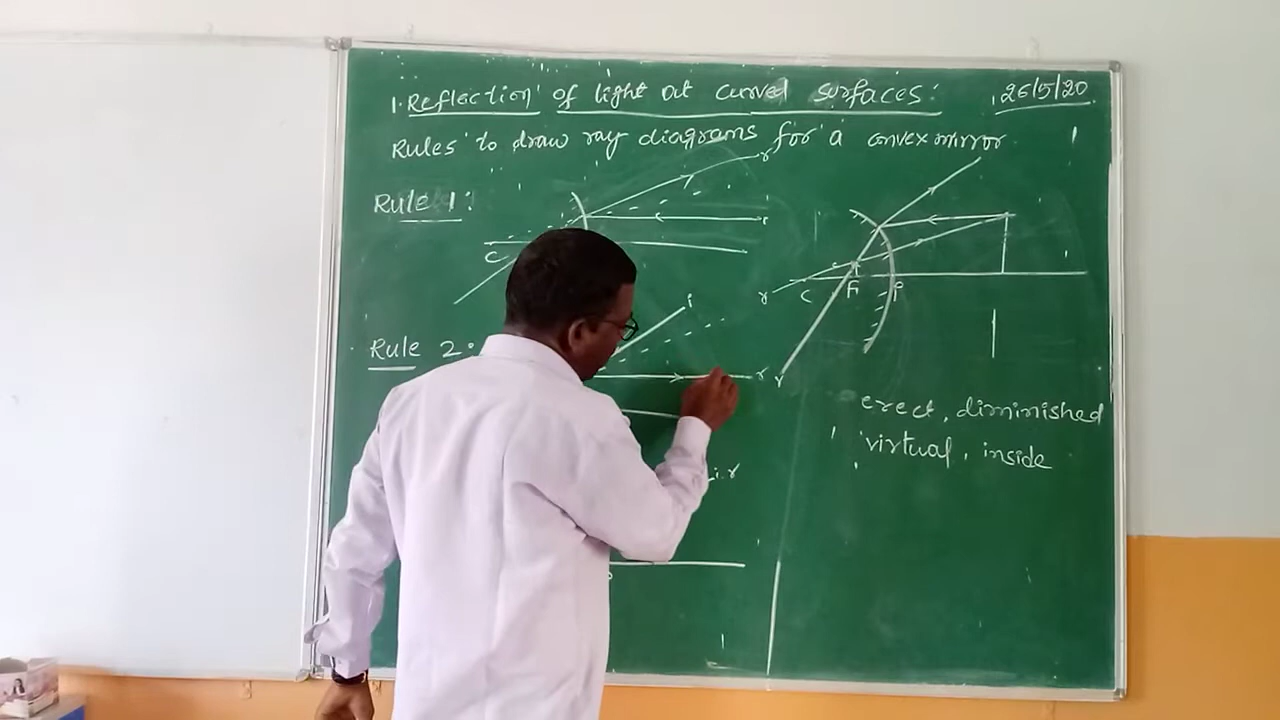 1. Reflection of light at curved surfaces:
26/5/20
Rules to draw ray diagrams for a convex mirror
Rule 1:
r
i
C
Rule 2:
i
r
i.r
r
C
F
P
r
erect, diminished
virtual, inside